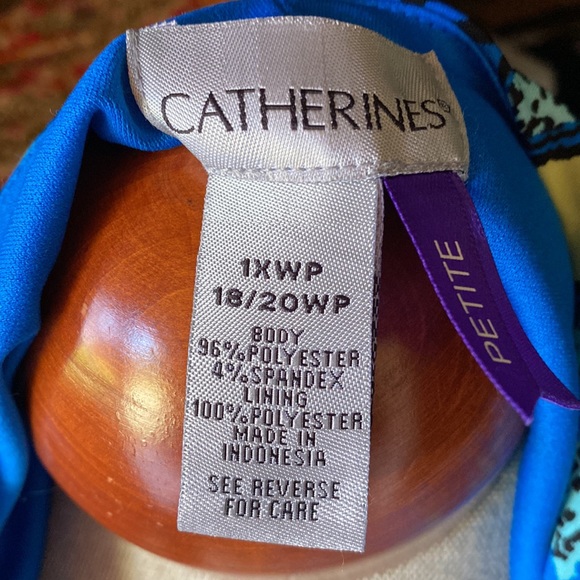 CATHERINES®
1XWP
18/20WP
BODY
96%POLYESTER
4%SPANDEX
LINING
100%POLYESTER
MADE IN
INDONESIA
SEE REVERSE
FOR CARE
PETITE